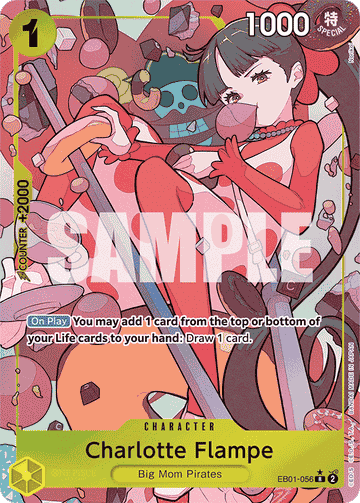 1
1000
特
SPECIAL
COUNTER +2000
SAMPLE
On Play You may add 1 card from the top or bottom of
your Life cards to your hand: Draw 1 card.
CHARACTER
Charlotte Flampe
Big Mom Pirates
EB01-056 R 2